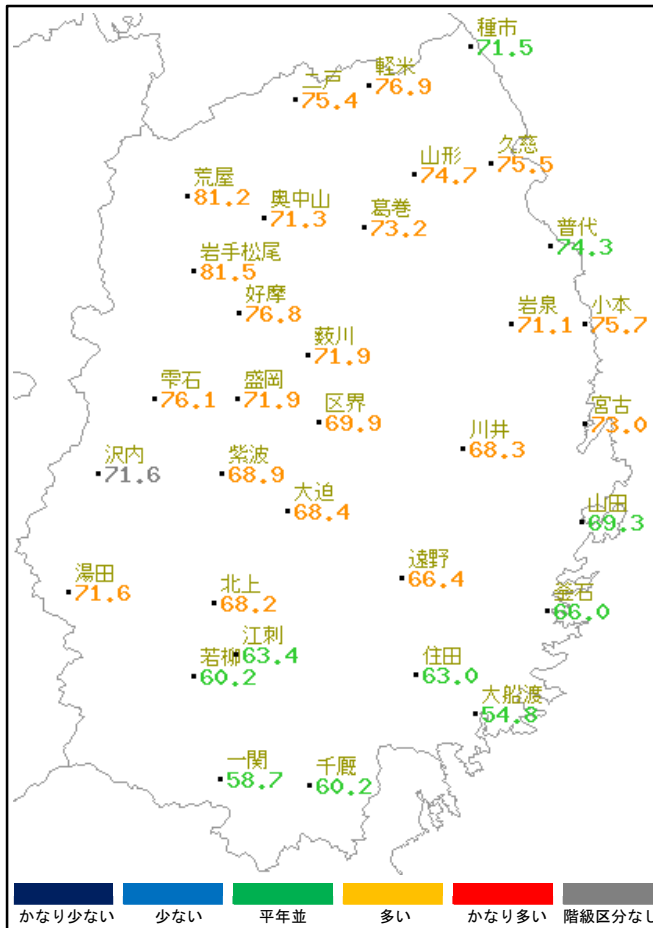 種市
71.5
軽米
76.9
二戸
75.4
久慈
75.5
山形
74.7
荒屋
81.2
奥中山
71.3
葛巻
73.2
普代
74.3
岩手松尾
81.5
好摩
76.8
岩泉
71.1
小本
75.7
薮川
71.9
雫石
76.1
盛岡
71.9
区界
69.9
宮古
73.0
川井
68.3
沢内
71.6
紫波
68.9
大迫
68.4
山田
69.3
湯田
71.6
北上
68.2
遠野
66.4
釜石
66.0
江刺
63.4
若柳
60.2
住田
63.0
大船渡
54.8
一関
58.7
千厩
60.2
かなり少ない
少ない
平年並
多い
かなり多い
階級区分なし